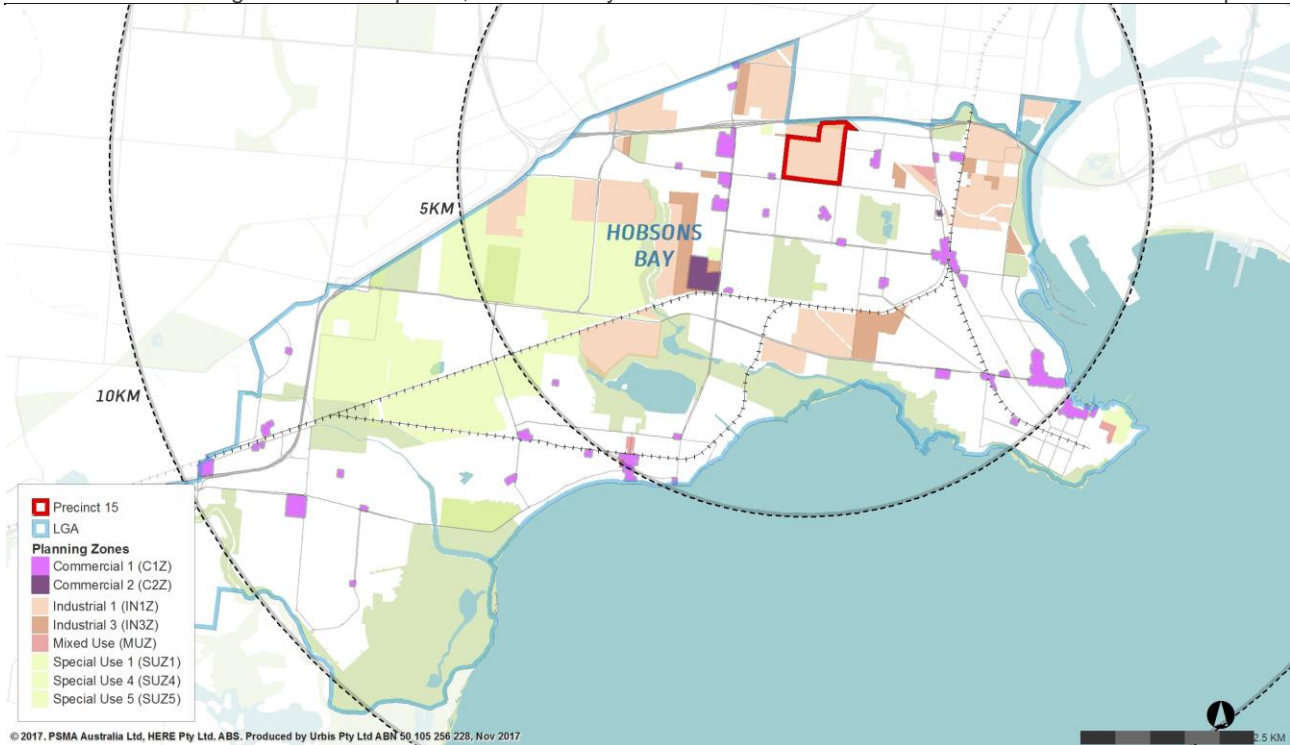 5KM
HOBSONS
BAY
10KM
Precinct 15
LGA
Planning Zones
Commercial 1 (C1Z)
Commercial 2 (C2Z)
Industrial 1 (IN1Z)
Industrial 3 (IN3Z)
Mixed Use (MUZ)
Special Use 1 (SUZ1)
Special Use 4 (SUZ4)
Special Use 5 (SUZ5)
© 2017. PSMA Australia Ltd, HERE Pty Ltd. ABS. Produced by Urbis Pty Ltd ABN 50 105 256 228, Nov 2017
2.5 KM